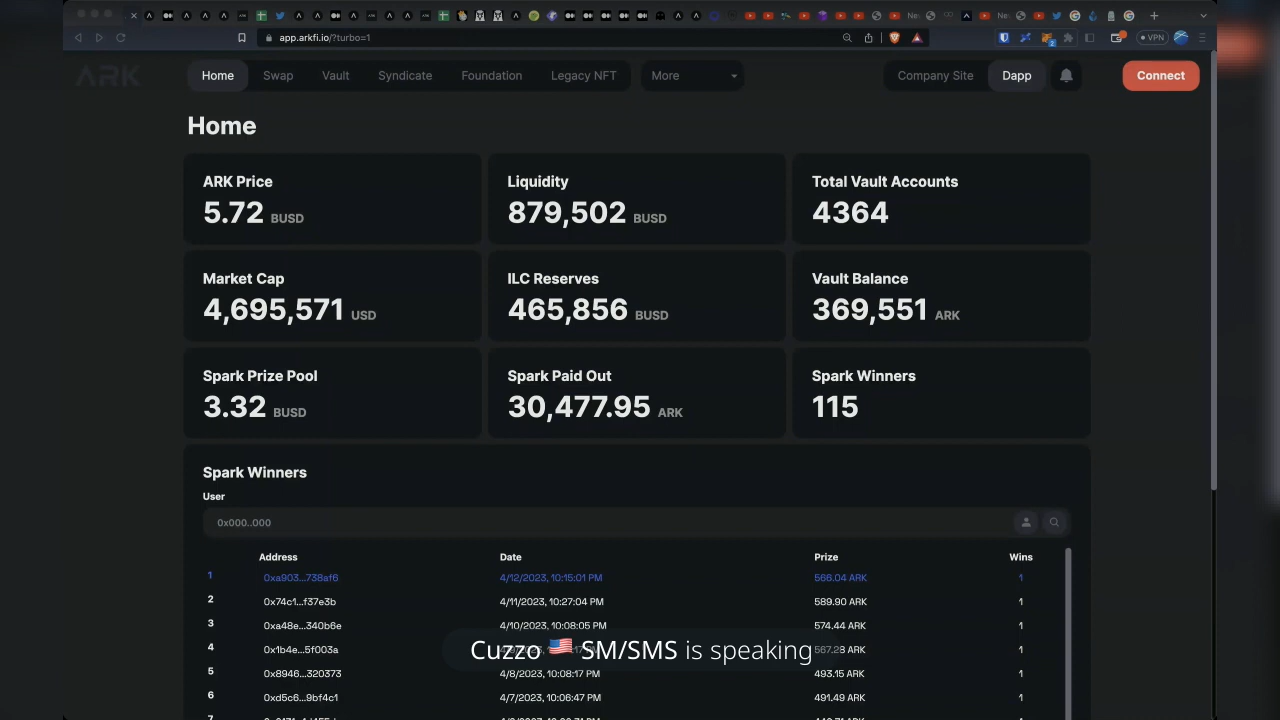 app.arkfi.io/?turbo=1
VPN
ARK
Home
Swap
Vault
Syndicate
Foundation
Legacy NFT
More
Company Site
Dapp
Connect
Home
ARK Price
5.72 BUSD
Liquidity
879,502 BUSD
Total Vault Accounts
4364
Market Cap
4,695,571 USD
ILC Reserves
465,856 BUSD
Vault Balance
369,551 ARK
Spark Prize Pool
3.32 BUSD
Spark Paid Out
30,477.95 ARK
Spark Winners
115
Spark Winners
User
0x000..000
Address Date Prize Wins
1 0xa903...738af6 4/12/2023, 10:15:01 PM 566.04 ARK 1
2 0x74c1...f37e3b 4/11/2023, 10:27:04 PM 589.90 ARK 1
3 0xa48e...340b6e 4/10/2023, 10:08:05 PM 574.44 ARK 1
4 0x1b4e...5f003a 567.23 ARK 1
Cuzzo 🇺🇸 SM/SMS is speaking
5 0x8946...320373 4/8/2023, 10:08:17 PM 493.15 ARK 1
6 0xd5c6...9bf4c1 4/7/2023, 10:06:47 PM 491.49 ARK 1
7